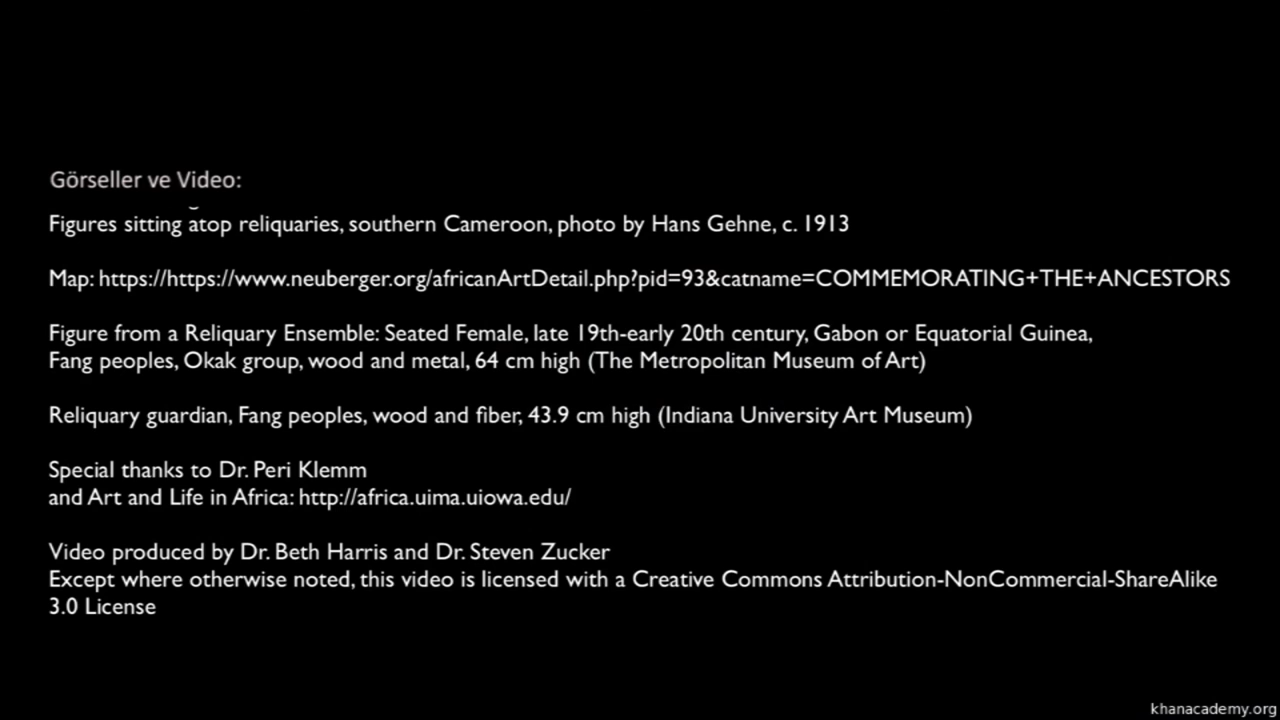 Görseller ve Video:
Figures sitting atop reliquaries, southern Cameroon, photo by Hans Gehne, c. 1913
Map: https://https://www.neuberger.org/africanArtDetail.php?pid=93&catname=COMMEMORATING+THE+ANCESTORS
Figure from a Reliquary Ensemble: Seated Female, late 19th-early 20th century, Gabon or Equatorial Guinea,
Fang peoples, Okak group, wood and metal, 64 cm high (The Metropolitan Museum of Art)
Reliquary guardian, Fang peoples, wood and fiber, 43.9 cm high (Indiana University Art Museum)
Special thanks to Dr. Peri Klemm
and Art and Life in Africa: http://africa.uima.uiowa.edu/
Video produced by Dr. Beth Harris and Dr. Steven Zucker
Except where otherwise noted, this video is licensed with a Creative Commons Attribution-NonCommercial-ShareAlike
3.0 License
khanacademy.org